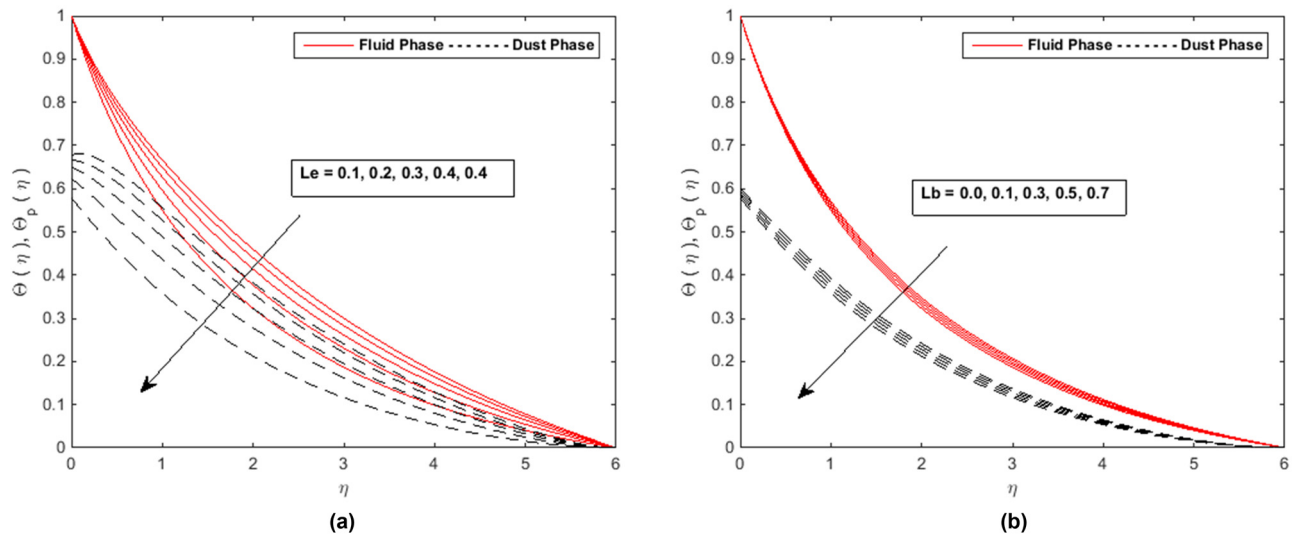 1
0.9
0.8
0.7
0.6
0.5
0.4
0.3
0.2
0.1
0
Θ ( η ), Θp ( η )
Fluid Phase Dust Phase
Le = 0.1, 0.2, 0.3, 0.4, 0.4
0 1 2 3 4 5 6
η
(a)
1
0.9
0.8
0.7
0.6
0.5
0.4
0.3
0.2
0.1
0
Θ ( η ), Θp ( η )
Fluid Phase Dust Phase
Lb = 0.0, 0.1, 0.3, 0.5, 0.7
0 1 2 3 4 5 6
η
(b)